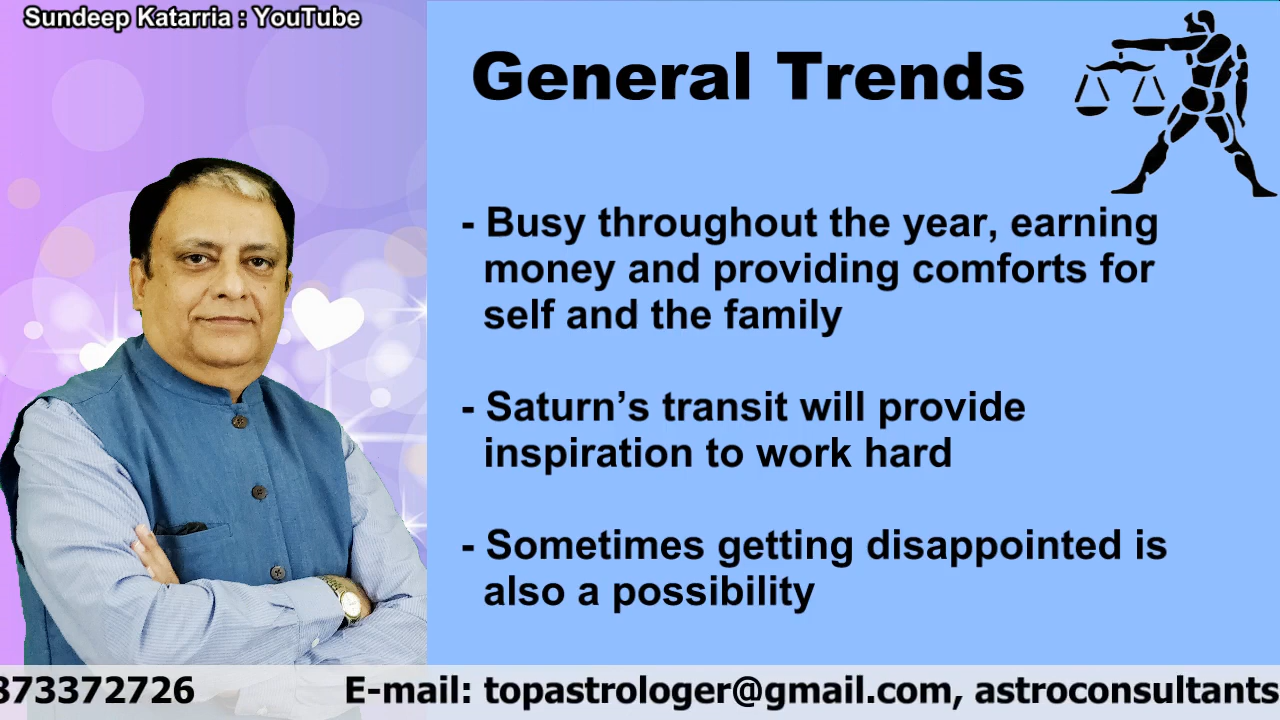 Sundeep Katarria : YouTube
General Trends
- Busy throughout the year, earning
money and providing comforts for
self and the family
- Saturn’s transit will provide
inspiration to work hard
- Sometimes getting disappointed is
also a possibility
873372726 E-mail: topastrologer@gmail.com, astroconsultants